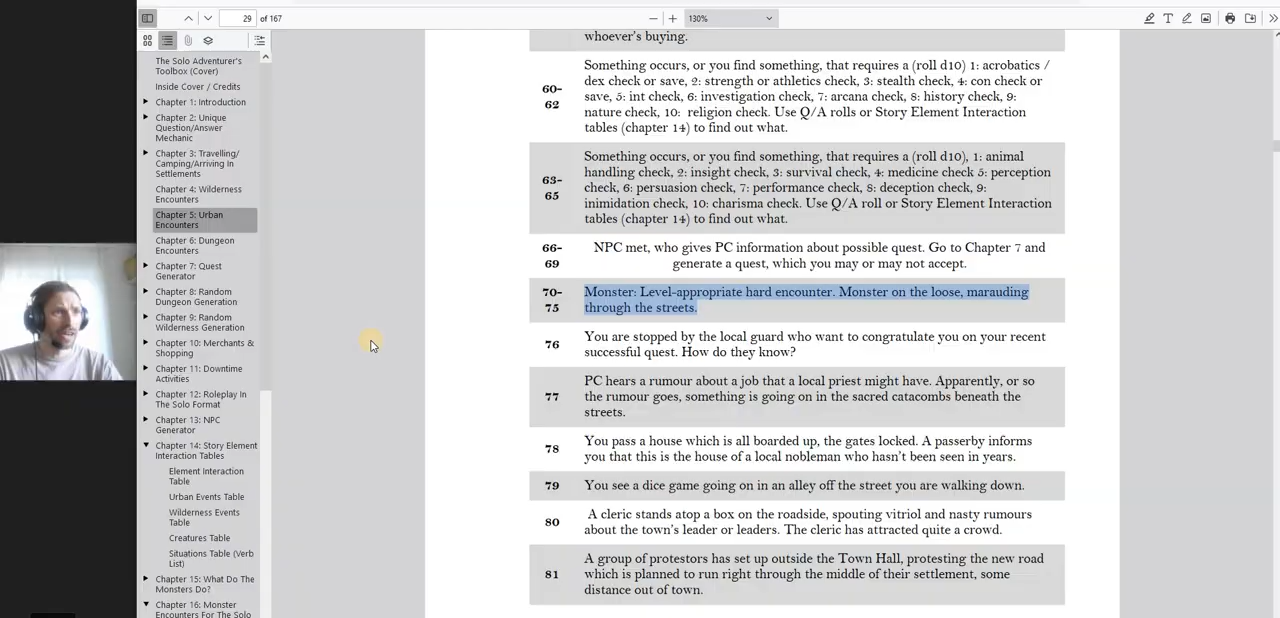 29 of 167
130%
The Solo Adventurer's
Toolbox (Cover)
Inside Cover / Credits
Chapter 1: Introduction
Chapter 2: Unique
Question/Answer
Mechanic
Chapter 3: Travelling/
Camping/Arriving In
Settlements
Chapter 4: Wilderness
Encounters
Chapter 5: Urban
Encounters
Chapter 6: Dungeon
Encounters
Chapter 7: Quest
Generator
Chapter 8: Random
Dungeon Generation
Chapter 9: Random
Wilderness Generation
Chapter 10: Merchants &
Shopping
Chapter 11: Downtime
Activities
Chapter 12: Roleplay In
The Solo Format
Chapter 13: NPC
Generator
Chapter 14: Story Element
Interaction Tables
Element Interaction
Table
Urban Events Table
Wilderness Events
Table
Creatures Table
Situations Table (Verb
List)
Chapter 15: What Do The
Monsters Do?
Chapter 16: Monster
Encounters For The Solo
whoever's buying.
60-
62
Something occurs, or you find something, that requires a (roll d10) 1: acrobatics /
dex check or save, 2: strength or athletics check, 3: stealth check, 4: con check or
save, 5: int check, 6: investigation check, 7: arcana check, 8: history check, 9:
nature check, 10: religion check. Use Q/A rolls or Story Element Interaction
tables (chapter 14) to find out what.
63-
65
Something occurs, or you find something, that requires a (roll d10), 1: animal
handling check, 2: insight check, 3: survival check, 4: medicine check 5: perception
check, 6: persuasion check, 7: performance check, 8: deception check, 9:
inimidation check, 10: charisma check. Use Q/A roll or Story Element Interaction
tables (chapter 14) to find out what.
66-
69
NPC met, who gives PC information about possible quest. Go to Chapter 7 and
generate a quest, which you may or may not accept.
70-
75
Monster: Level-appropriate hard encounter. Monster on the loose, marauding
through the streets.
76
You are stopped by the local guard who want to congratulate you on your recent
successful quest. How do they know?
77
PC hears a rumour about a job that a local priest might have. Apparently, or so
the rumour goes, something is going on in the sacred catacombs beneath the
streets.
78
You pass a house which is all boarded up, the gates locked. A passerby informs
you that this is the house of a local nobleman who hasn't been seen in years.
79
You see a dice game going on in an alley off the street you are walking down.
80
A cleric stands atop a box on the roadside, spouting vitriol and nasty rumours
about the town's leader or leaders. The cleric has attracted quite a crowd.
81
A group of protestors has set up outside the Town Hall, protesting the new road
which is planned to run right through the middle of their settlement, some
distance out of town.